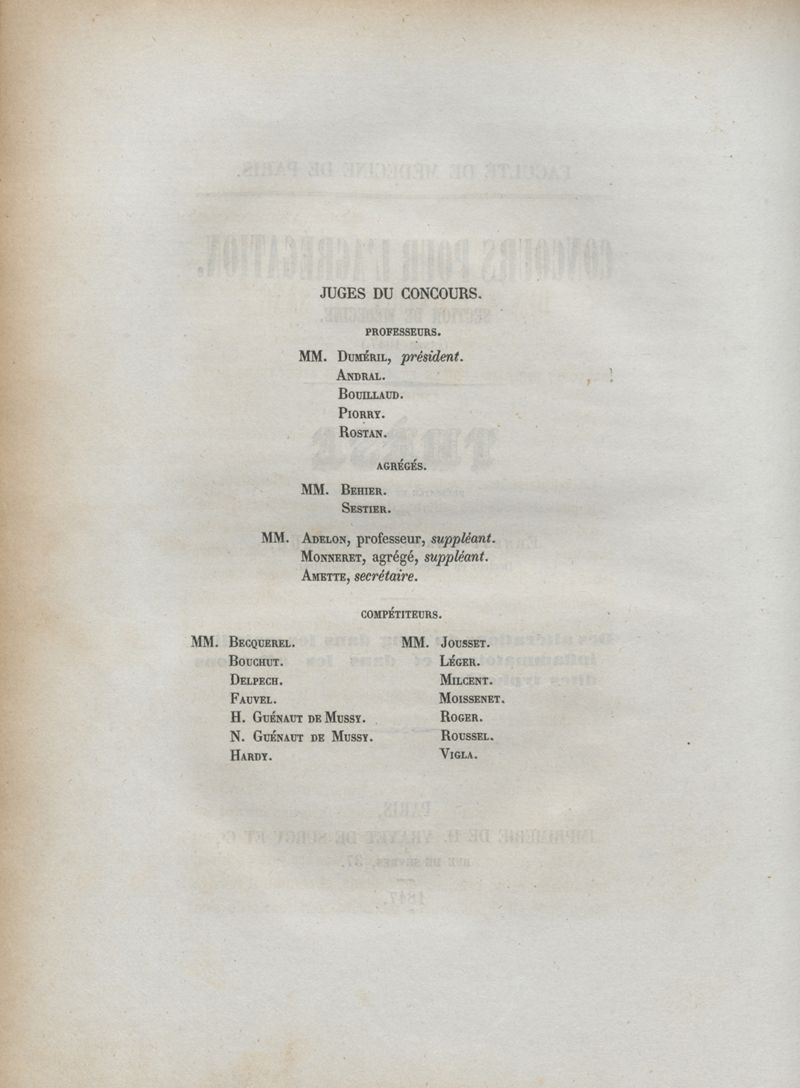 JUGES DU CONCOURS.
PROFESSEURS.
MM. DUMÉRIL, président.
ANDRAL.
BOUILLAUD.
PIORRY.
ROSTAN.
AGRÉGÉS.
MM. BEHIER.
SESTIER.
MM. ADELON, professeur, suppléant.
MONNERET, agrégé, suppléant.
AMETTE, secrétaire.
COMPÉTITEURS.
MM. BECQUEREL.
BOUCHUT.
DELPECH.
FAUVEL.
H. GUÉNAUT DE MUSSY.
N. GUÉNAUT DE MUSSY.
HARDY.
MM. JOUSSET.
LÉGER.
MILCENT.
MOISSENET.
ROGER.
ROUSSEL.
VIGLA.